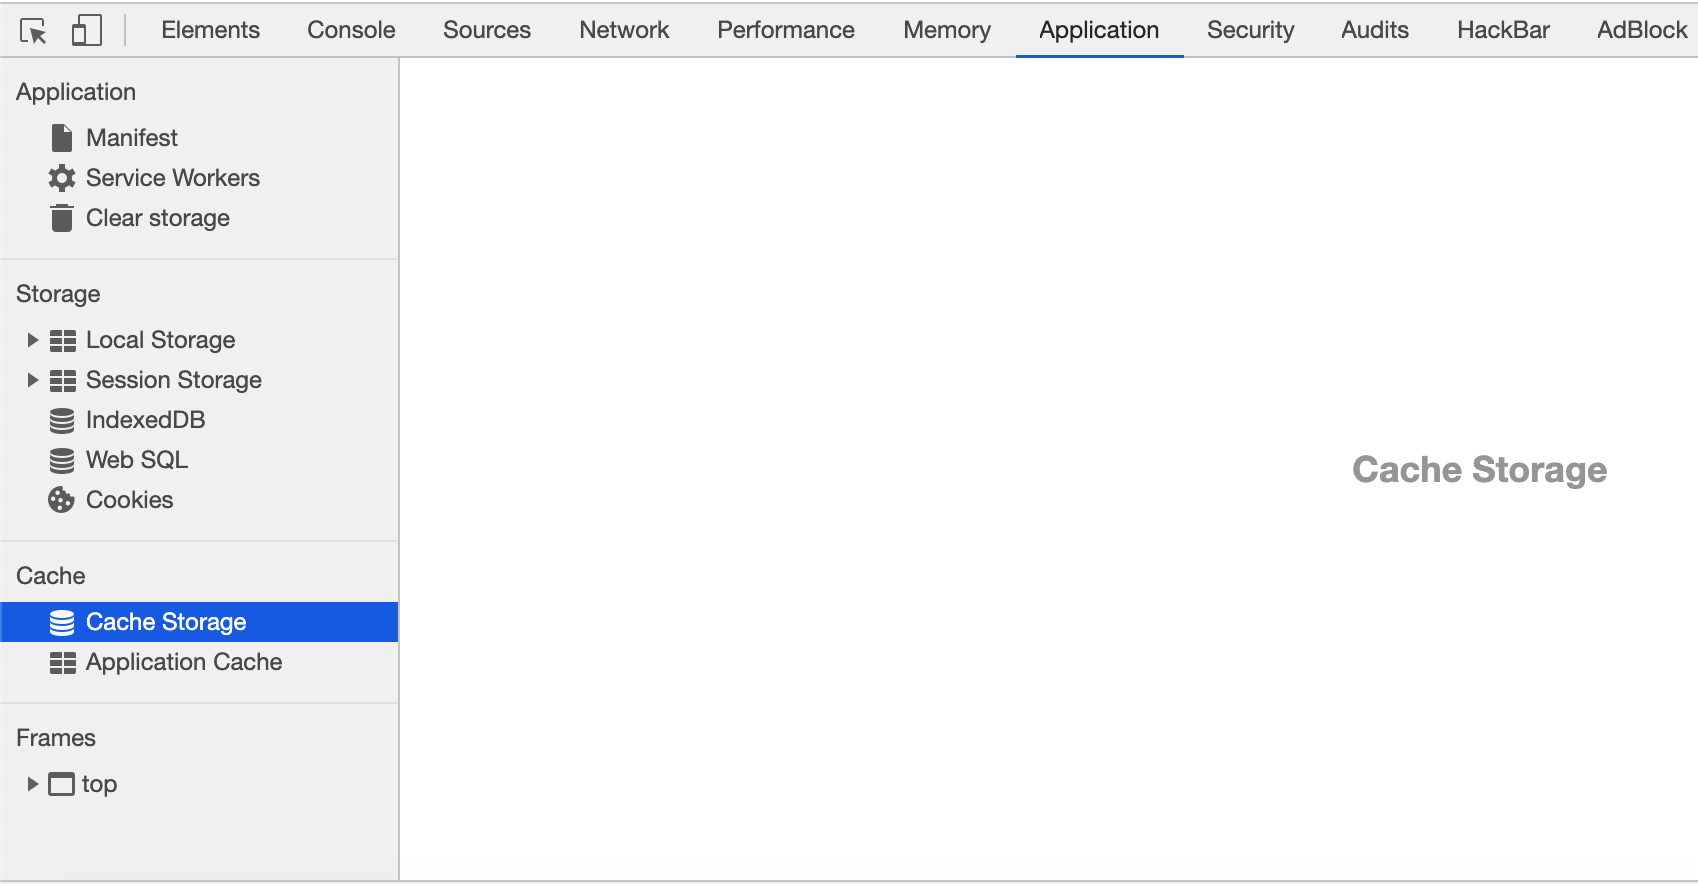 Elements Console Sources Network Performance Memory Application Security Audits HackBar AdBlock
Application
Manifest
Service Workers
Clear storage
Storage
Local Storage
Session Storage
IndexedDB
Web SQL
Cookies
Cache
Cache Storage
Application Cache
Frames
top
Cache Storage